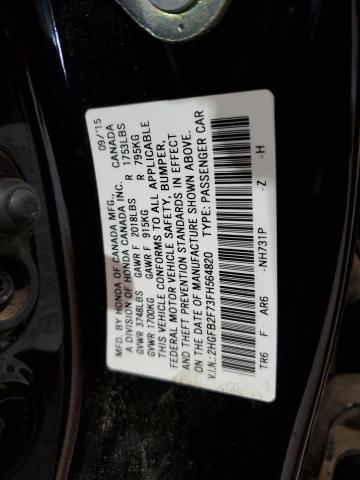 MFD. BY HONDA OF CANADA MFG. 09/15
A DIVISION OF HONDA CANADA INC. CANADA
GVWR 3748LBS GAWR F 2018LBS R 1753LBS
GVWR 1700KG GAWR F 915KG R 795KG
THIS VEHICLE CONFORMS TO ALL APPLICABLE
FEDERAL MOTOR VEHICLE SAFETY, BUMPER,
AND THEFT PREVENTION STANDARDS IN EFFECT
ON THE DATE OF MANUFACTURE SHOWN ABOVE.
V.I.N.: 2HGFB2F73FH564820 TYPE: PASSENGER CAR
TR6 F AR6 -NH731P -Z -H